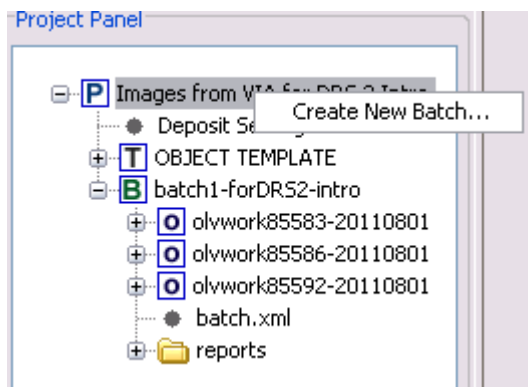 Project Panel
P Images from VIA for DRS 2 Intro
Create New Batch...
Deposit Se
T OBJECT TEMPLATE
B batch1-forDRS2-intro
O olvwork85583-20110801
O olvwork85586-20110801
O olvwork85592-20110801
batch.xml
reports